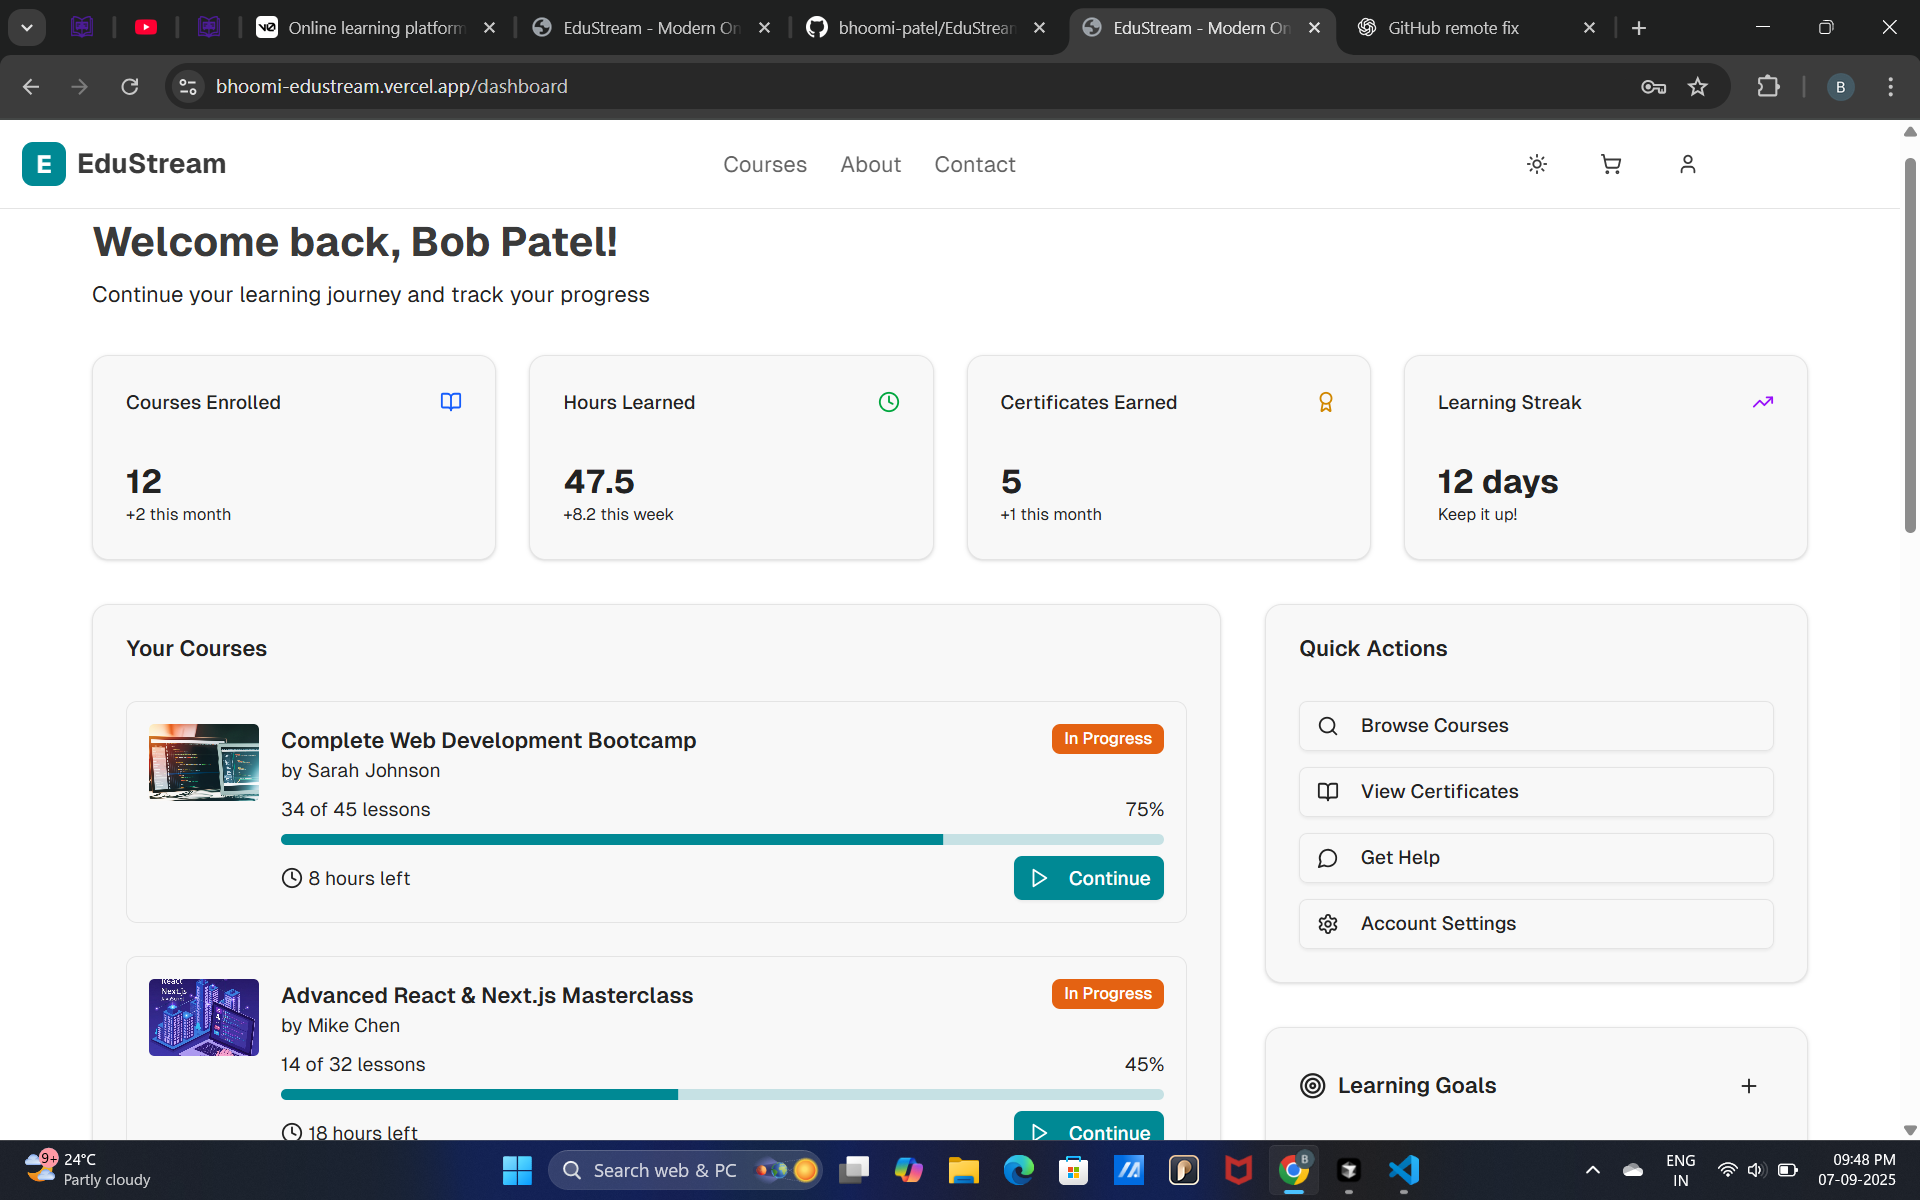 Online learning platform
EduStream - Modern On
bhoomi-patel/EduStream
EduStream - Modern On
GitHub remote fix
bhoomi-edustream.vercel.app/dashboard
B
E EduStream
Courses About Contact
Welcome back, Bob Patel!
Continue your learning journey and track your progress
Courses Enrolled
12
+2 this month
Hours Learned
47.5
+8.2 this week
Certificates Earned
5
+1 this month
Learning Streak
12 days
Keep it up!
Your Courses
Complete Web Development Bootcamp
In Progress
by Sarah Johnson
34 of 45 lessons
75%
8 hours left
Continue
React
Next.js
Advanced React & Next.js Masterclass
In Progress
by Mike Chen
14 of 32 lessons
45%
18 hours left
Continue
Quick Actions
Browse Courses
View Certificates
Get Help
Account Settings
Learning Goals
9+
24°C
Partly cloudy
Search web & PC
B
ENG
IN
09:48 PM
07-09-2025